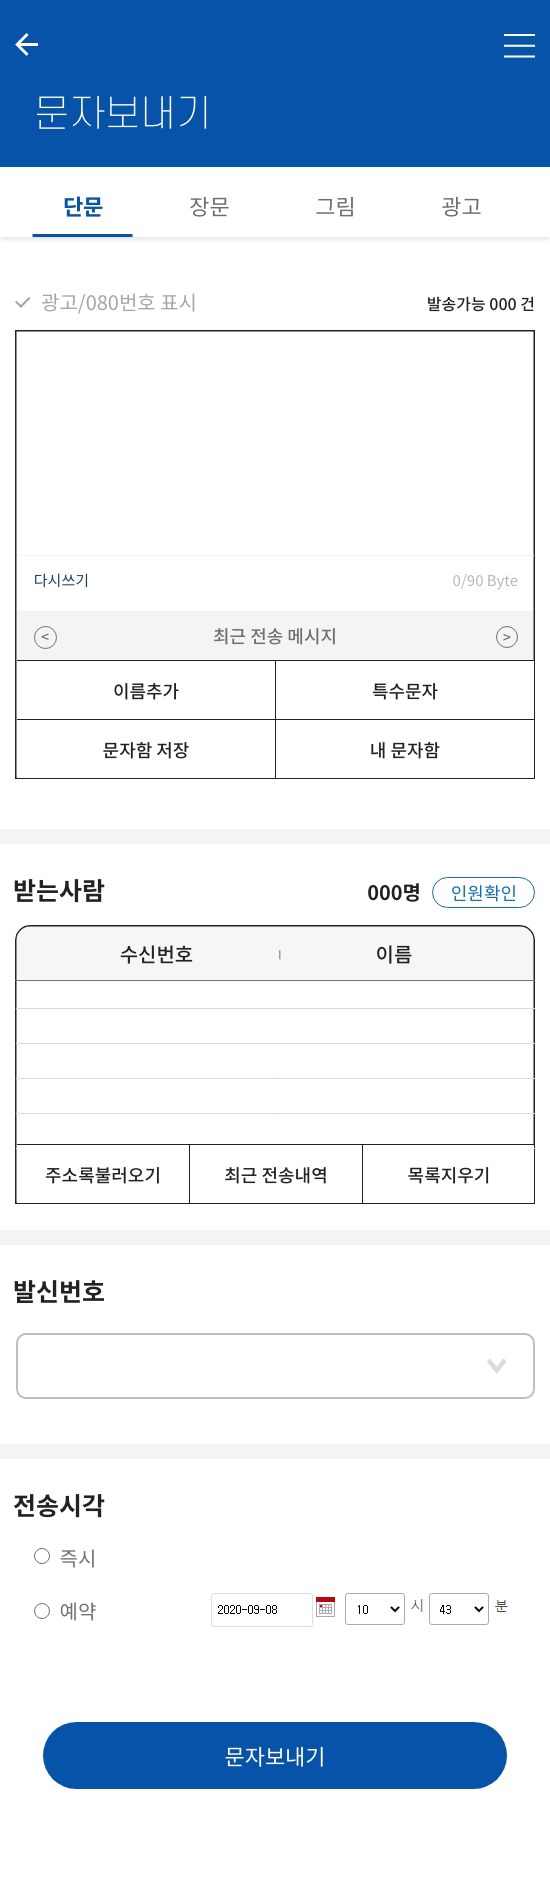 문자보내기
단문 장문 그림 광고
광고/080번호 표시 발송가능 000 건
다시쓰기 0/90 Byte
< 최근 전송 메시지 >
이름추가 특수문자
문자함 저장 내 문자함
받는사람 000명 인원확인
수신번호 이름
주소록불러오기 최근 전송내역 목록지우기
발신번호
전송시각
즉시
예약 2020-09-08 10 시 43 분
문자보내기